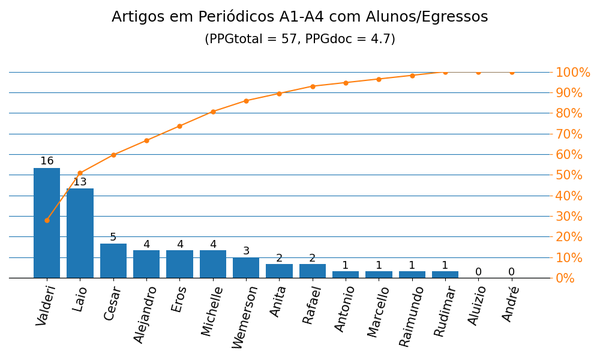 Artigos em Periódicos A1-A4 com Alunos/Egressos
(PPGtotal = 57, PPGdoc = 4.7)
100%
90%
80%
70%
60%
50%
40%
30%
20%
10%
0%
16
13
5
4
4
4
3
2
2
1
1
1
1
0
0
Valderi
Laio
Cesar
Alejandro
Eros
Michelle
Wemerson
Anita
Rafael
Antonio
Marcello
Raimundo
Rudimar
Aluizio
André